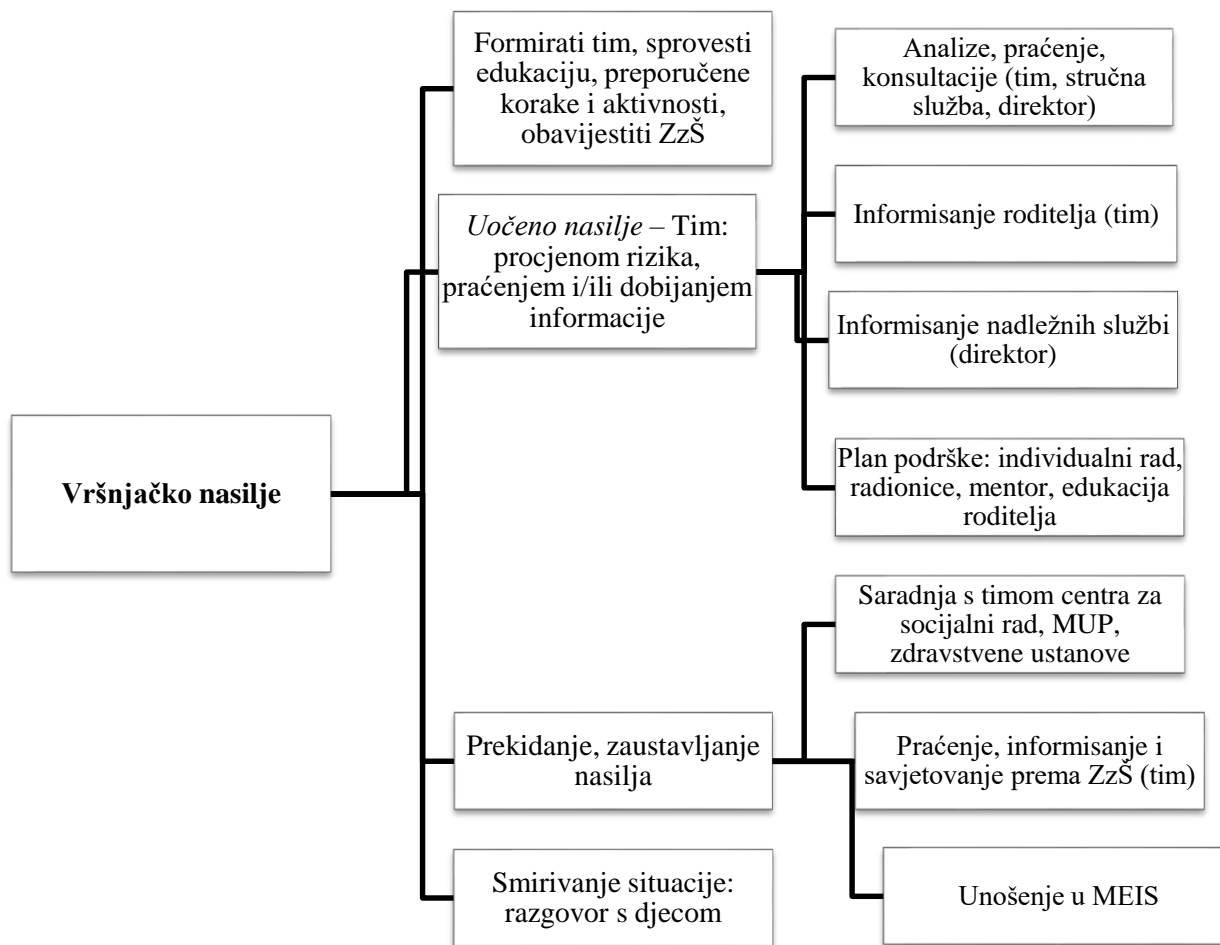 Vršnjačko nasilje
Formirati tim, sprovesti
edukaciju, preporučene
korake i aktivnosti,
obavijestiti ZzŠ
Uočeno nasilje – Tim:
procjenom rizika,
praćenjem i/ili dobijanjem
informacije
Analize, praćenje,
konsultacije (tim, stručna
služba, direktor)
Informisanje roditelja (tim)
Informisanje nadležnih službi
(direktor)
Plan podrške: individualni rad,
radionice, mentor, edukacija
roditelja
Prekidanje, zaustavljanje
nasilja
Saradnja s timom centra za
socijalni rad, MUP,
zdravstvene ustanove
Praćenje, informisanje i
savjetovanje prema ZzŠ (tim)
Unošenje u MEIS
Smirivanje situacije:
razgovor s djecom